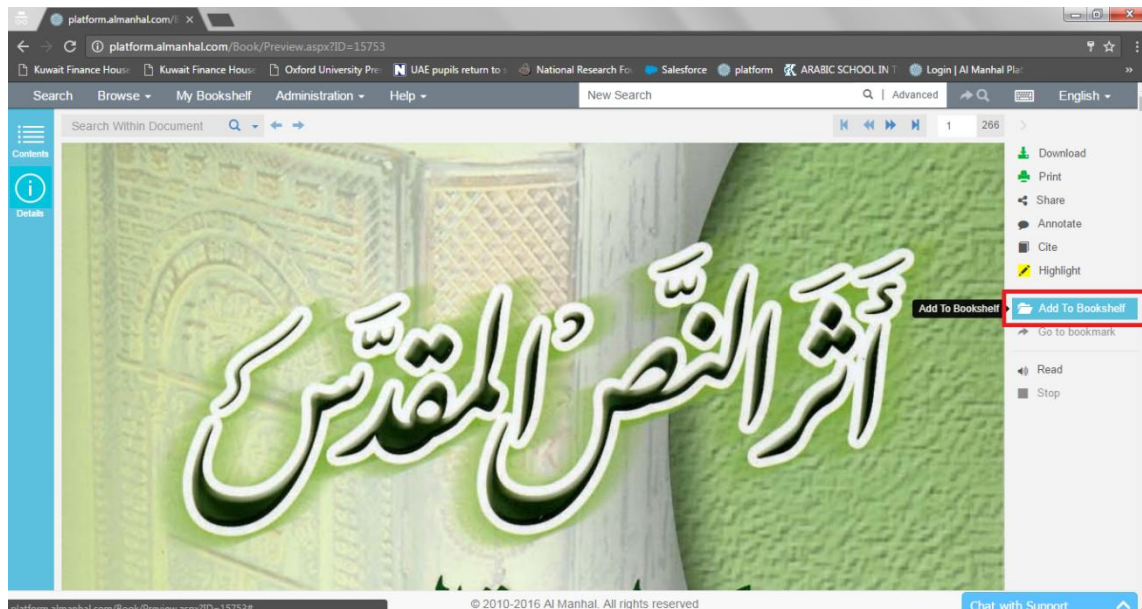 platform.almanhal.com/
platform.almanhal.com/Book/Preview.aspx?ID=15753
Kuwait Finance House Kuwait Finance House Oxford University Pre UAE pupils return to National Research Fo Salesforce platform ARABIC SCHOOL IN Login | Al Manhal Pla
Search Browse My Bookshelf Administration Help New Search Advanced English
Search Within Document 1 266
Contents
Details
Download
Print
Share
Annotate
Cite
Highlight
Add To Bookshelf Add To Bookshelf
Go to bookmark
Read
Stop
أَثَر النَّص المقدَّس
platform.almanhal.com/Book/Preview.aspx?ID=15753#
© 2010-2016 Al Manhal. All rights reserved
Chat with Support